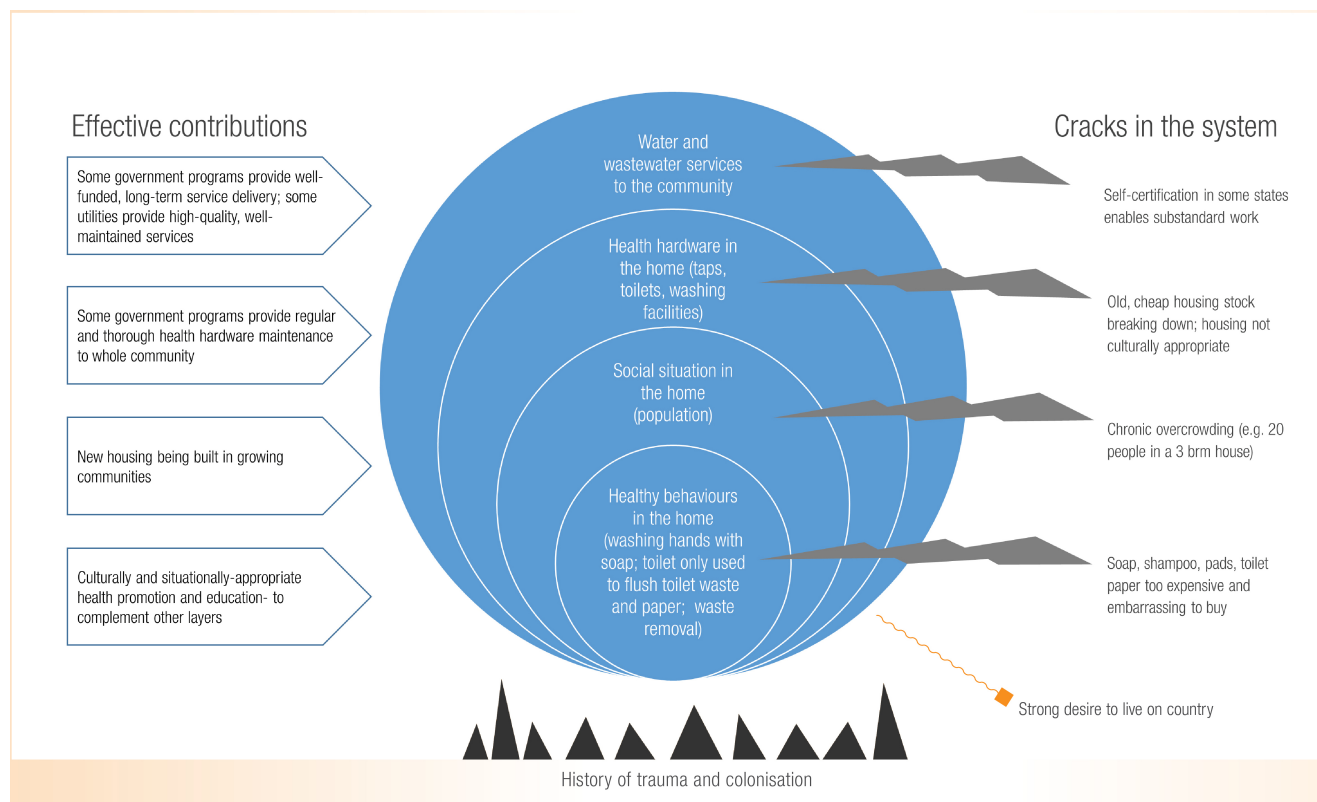 Effective contributions
Some government programs provide well-
funded, long-term service delivery; some
utilities provide high-quality, well-
maintained services
Some government programs provide regular
and thorough health hardware maintenance
to whole community
New housing being built in growing
communities
Culturally and situationally-appropriate
health promotion and education- to
complement other layers
Water and
wastewater services
to the community
Health hardware in
the home (taps,
toilets, washing
facilities)
Social situation in
the home
(population)
Healthy behaviours
in the home
(washing hands with
soap; toilet only used
to flush toilet waste
and paper;  waste
removal)
Cracks in the system
Self-certification in some states
enables substandard work
Old, cheap housing stock
breaking down; housing not
culturally appropriate
Chronic overcrowding (e.g. 20
people in a 3 brm house)
Soap, shampoo, pads, toilet
paper too expensive and
embarrassing to buy
Strong desire to live on country
History of trauma and colonisation